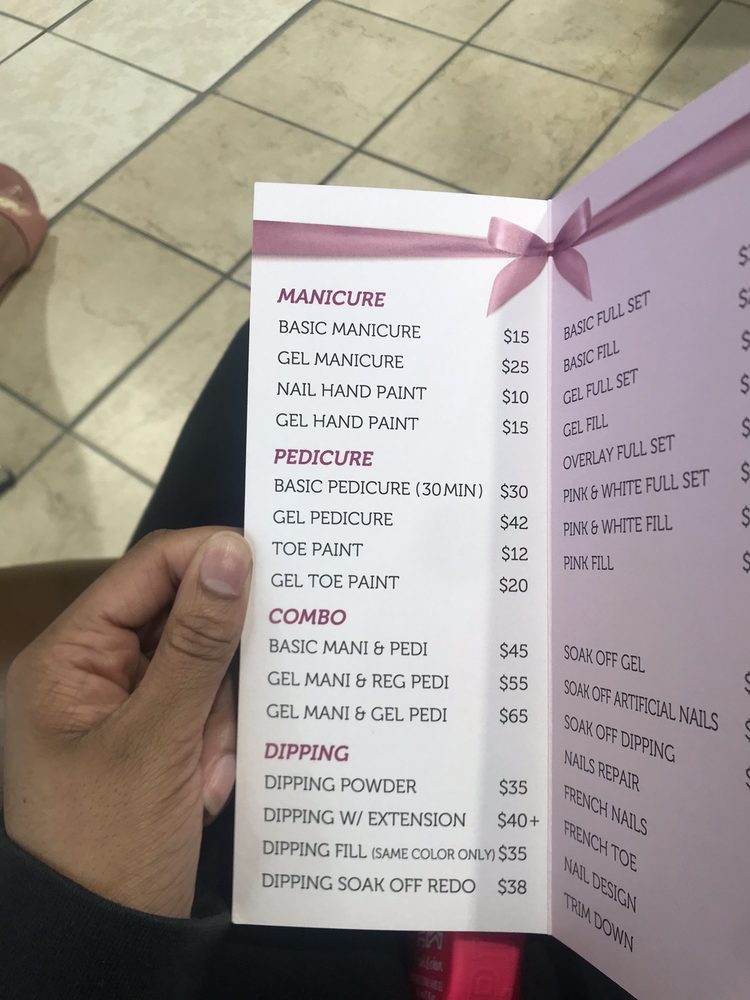 MANICURE
BASIC MANICURE $15
GEL MANICURE $25
NAIL HAND PAINT $10
GEL HAND PAINT $15
PEDICURE
BASIC PEDICURE (30MIN) $30
GEL PEDICURE $42
TOE PAINT $12
GEL TOE PAINT $20
COMBO
BASIC MANI & PEDI $45
GEL MANI & REG PEDI $55
GEL MANI & GEL PEDI $65
DIPPING
DIPPING POWDER $35
DIPPING W/ EXTENSION $40+
DIPPING FILL (SAME COLOR ONLY) $35
DIPPING SOAK OFF REDO $38
BASIC FULL SET
BASIC FILL
GEL FULL SET
GEL FILL
OVERLAY FULL SET
PINK & WHITE FULL SET
PINK & WHITE FILL
PINK FILL
SOAK OFF GEL
SOAK OFF ARTIFICIAL NAILS
SOAK OFF DIPPING
NAILS REPAIR
FRENCH NAILS
FRENCH TOE
NAIL DESIGN
TRIM DOWN